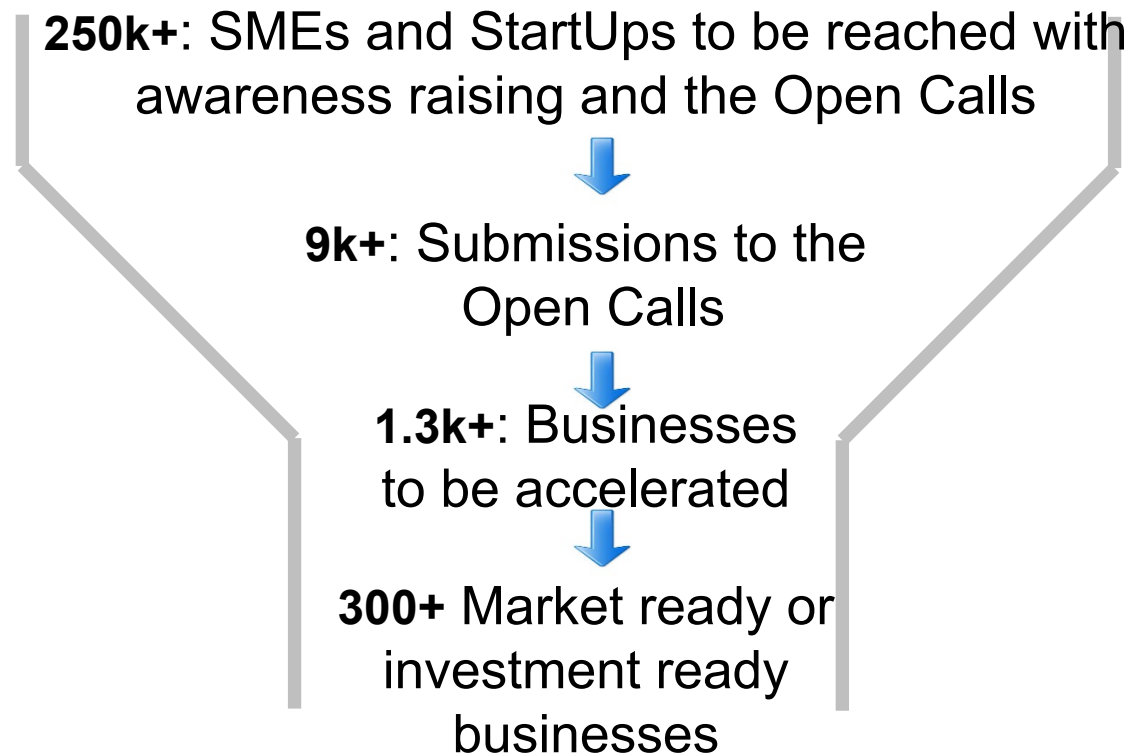 250k+: SMEs and StartUps to be reached with
awareness raising and the Open Calls
9k+: Submissions to the
Open Calls
1.3k+: Businesses
to be accelerated
300+ Market ready or
investment ready
businesses